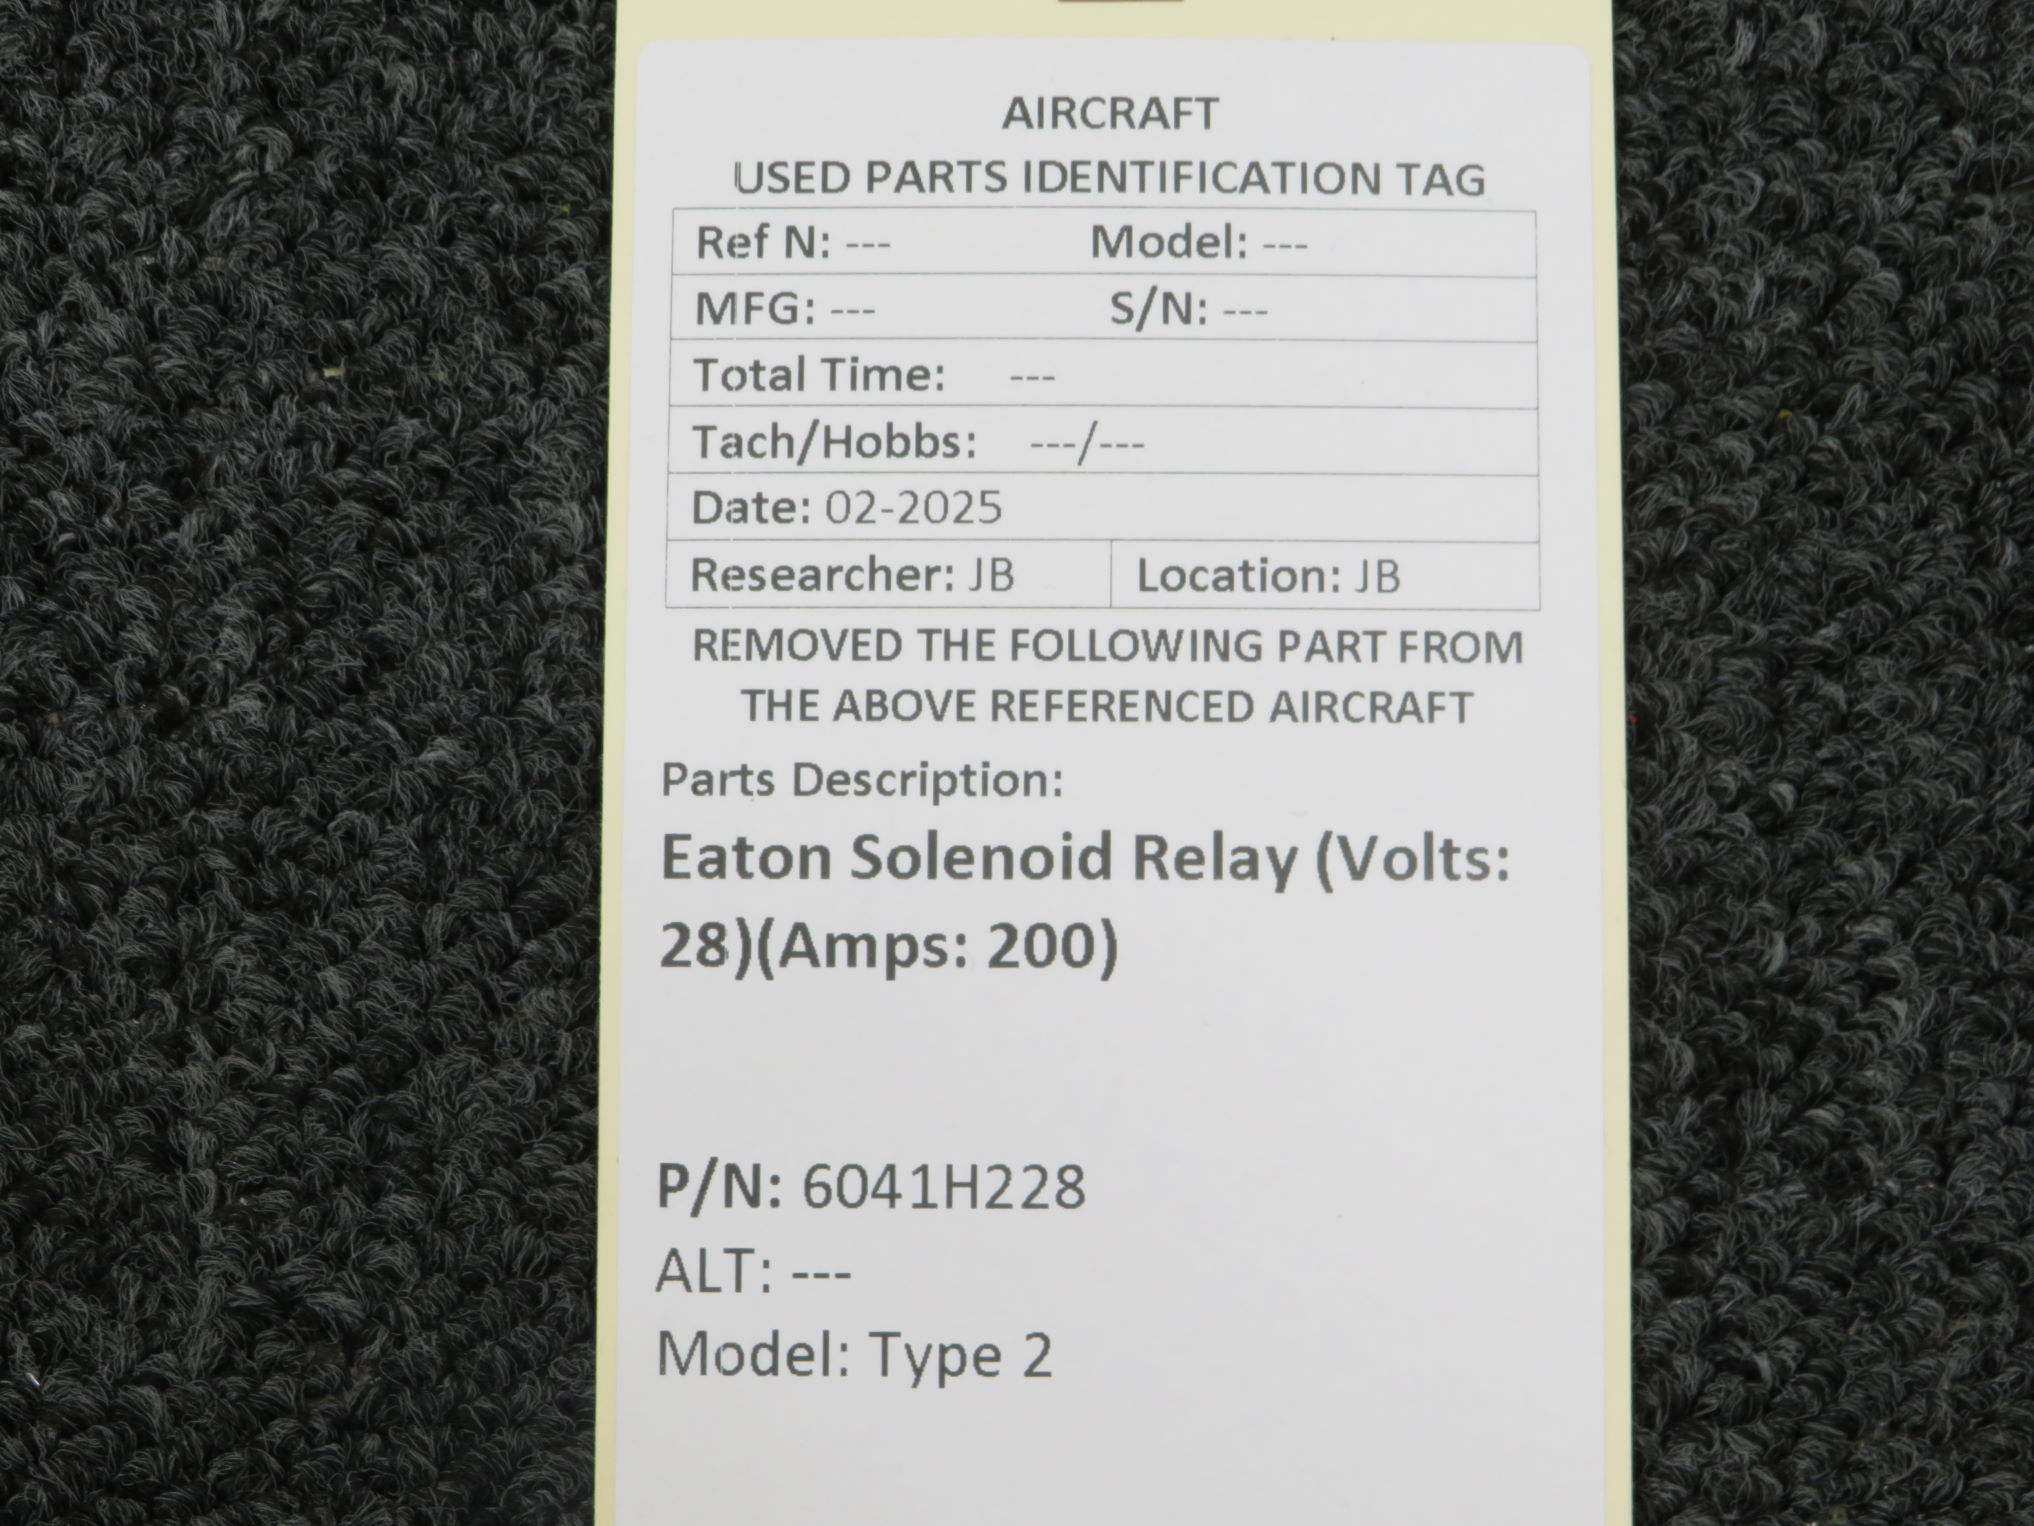 AIRCRAFT
USED PARTS IDENTIFICATION TAG
Ref N: --- Model: ---
MFG: --- S/N: ---
Total Time: ---
Tach/Hobbs: ---/---
Date: 02-2025
Researcher: JB Location: JB
REMOVED THE FOLLOWING PART FROM
THE ABOVE REFERENCED AIRCRAFT
Parts Description:
Eaton Solenoid Relay (Volts:
28)(Amps: 200)
P/N: 6041H228
ALT: ---
Model: Type 2